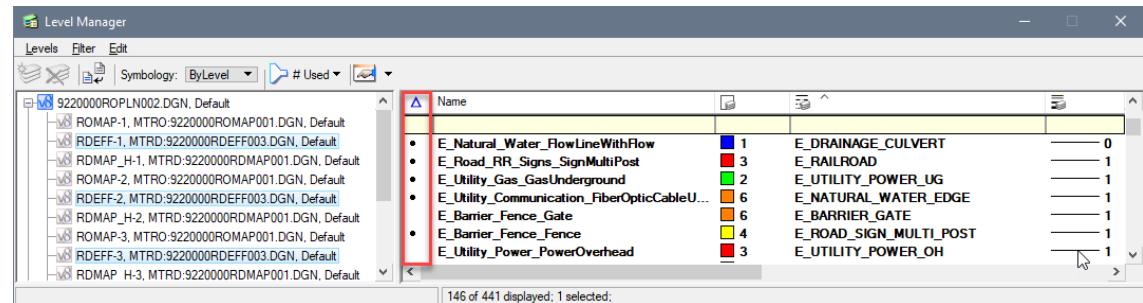 Level Manager
Levels Filter Edit
Symbology: ByLevel # Used
9220000ROPLN002.DGN, Default
ROMAP-1, MTRO:9220000ROMAP001.DGN, Default
RDEFF-1, MTRD:9220000RDEFF003.DGN, Default
RDMAP_H-1, MTRD:9220000RDMAP001.DGN, Default
ROMAP-2, MTRO:9220000ROMAP001.DGN, Default
RDEFF-2, MTRD:9220000RDEFF003.DGN, Default
RDMAP_H-2, MTRD:9220000RDMAP001.DGN, Default
ROMAP-3, MTRO:9220000ROMAP001.DGN, Default
RDEFF-3, MTRD:9220000RDEFF003.DGN, Default
RDMAP_H-3, MTRD:9220000RDMAP001.DGN, Default
Name
E_Natural_Water_FlowLineWithFlow 1 E_DRAINAGE_CULVERT 0
E_Road_RR_Signs_SignMultiPost 3 E_RAILROAD 1
E_Utility_Gas_GasUnderground 2 E_UTILITY_POWER_UG 1
E_Utility_Communication_FiberOpticCableU... 6 E_NATURAL_WATER_EDGE 1
E_Barrier_Fence_Gate 6 E_BARRIER_GATE 1
E_Barrier_Fence_Fence 4 E_ROAD_SIGN_MULTI_POST 1
E_Utility_Power_PowerOverhead 3 E_UTILITY_POWER_OH 1
146 of 441 displayed; 1 selected;